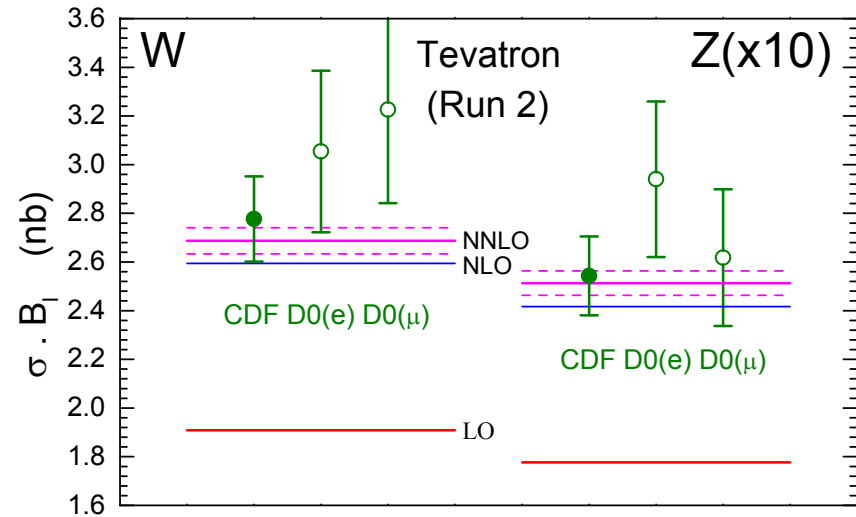 W
Tevatron
(Run 2)
Z(x10)
σ . B_l (nb)
3.6
3.4
3.2
3.0
2.8
2.6
2.4
2.2
2.0
1.8
1.6
NNLO
NLO
CDF D0(e) D0(μ)
CDF D0(e) D0(μ)
LO